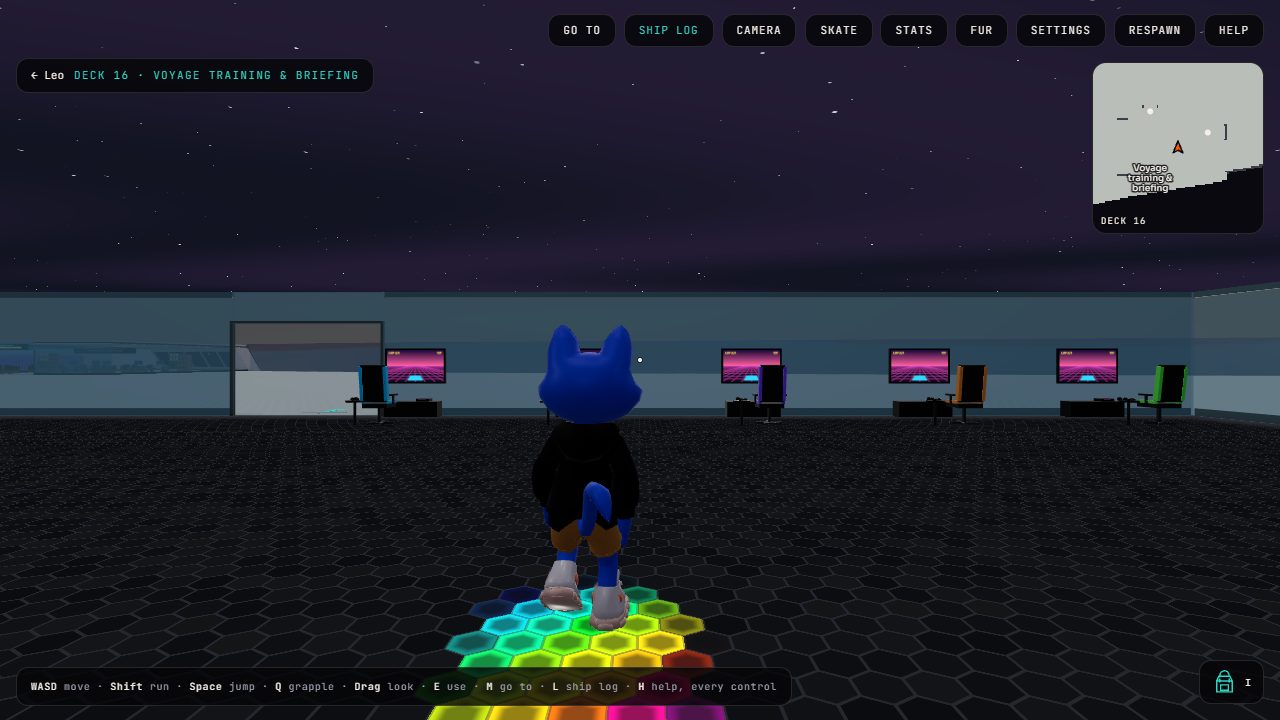 GO TO
SHIP LOG
CAMERA
SKATE
STATS
FUR
SETTINGS
RESPAWN
HELP
← Leo DECK 16 · VOYAGE TRAINING & BRIEFING
Voyage
training &
briefing
DECK 16
WASD move · Shift run · Space jump · Q grapple · Drag look · E use · M go to · L ship log · H help, every control
I